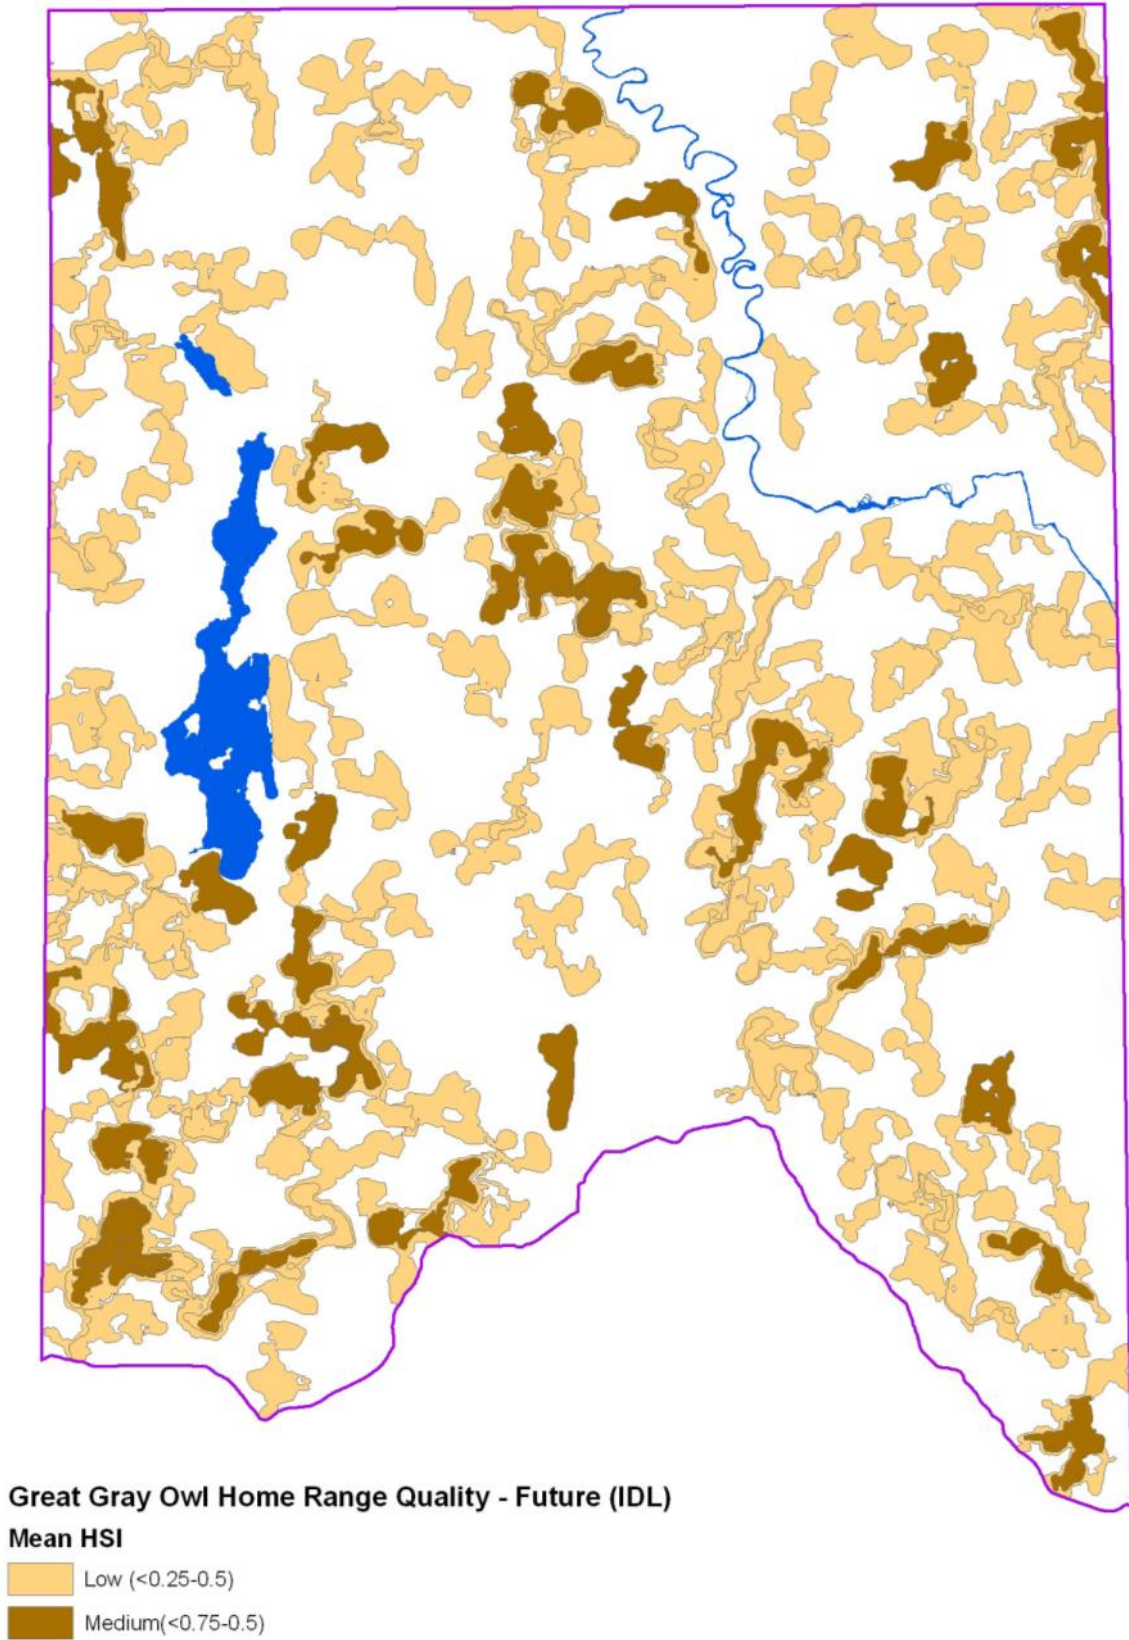 Great Gray Owl Home Range Quality - Future (IDL)
Mean HSI
Low (<0.25-0.5)
Medium(<0.75-0.5)